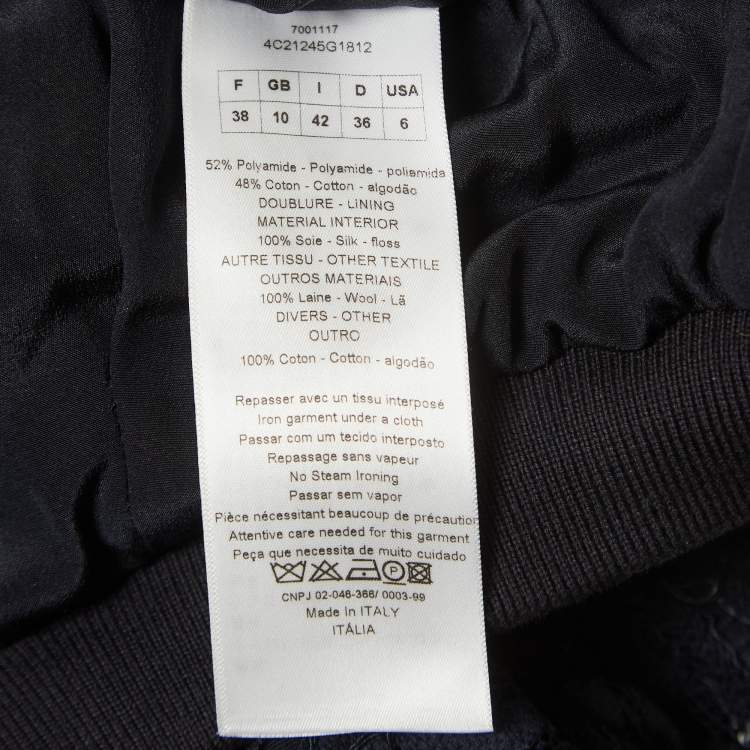 7001117
4C21245G1812
F GB I D USA
38 10 42 36 6
52% Polyamide - Polyamide - poliamida
48% Coton - Cotton - algodão
DOUBLURE - LINING
MATERIAL INTERIOR
100% Soie - Silk - floss
AUTRE TISSU - OTHER TEXTILE
OUTROS MATERIAIS
100% Laine - Wool - Lã
DIVERS - OTHER
OUTRO
100% Coton - Cotton - algodão
Repasser avec un tissu interposé
Iron garment under a cloth
Passar com um tecido interposto
Repassage sans vapeur
No Steam Ironing
Passar sem vapor
Pièce nécessitant beaucoup de précaution
Attentive care needed for this garment
Peça que necessita de muito cuidado
P
CNPJ 02-046-366/ 0003-99
Made in ITALY
ITÁLIA